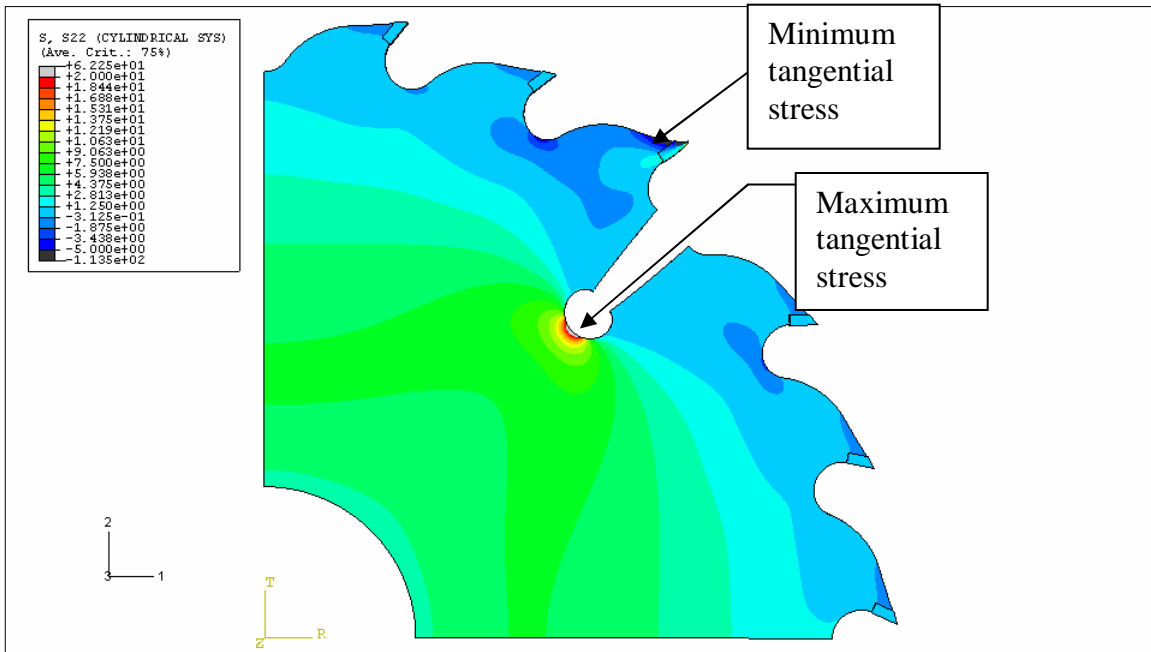 S, S22 (CYLINDRICAL SYS)
(Ave. Crit.: 75%)
+6.225e+01
+2.000e+01
+1.844e+01
+1.688e+01
+1.531e+01
+1.375e+01
+1.219e+01
+9.063e+00
+7.500e+00
+5.938e+00
+4.375e+00
+2.813e+00
+1.250e+00
-3.125e-01
-1.875e+00
-3.438e+00
-5.000e+00
-1.135e+02
Minimum
tangential
stress
Maximum
tangential
stress
2
3
1
T
Z
R